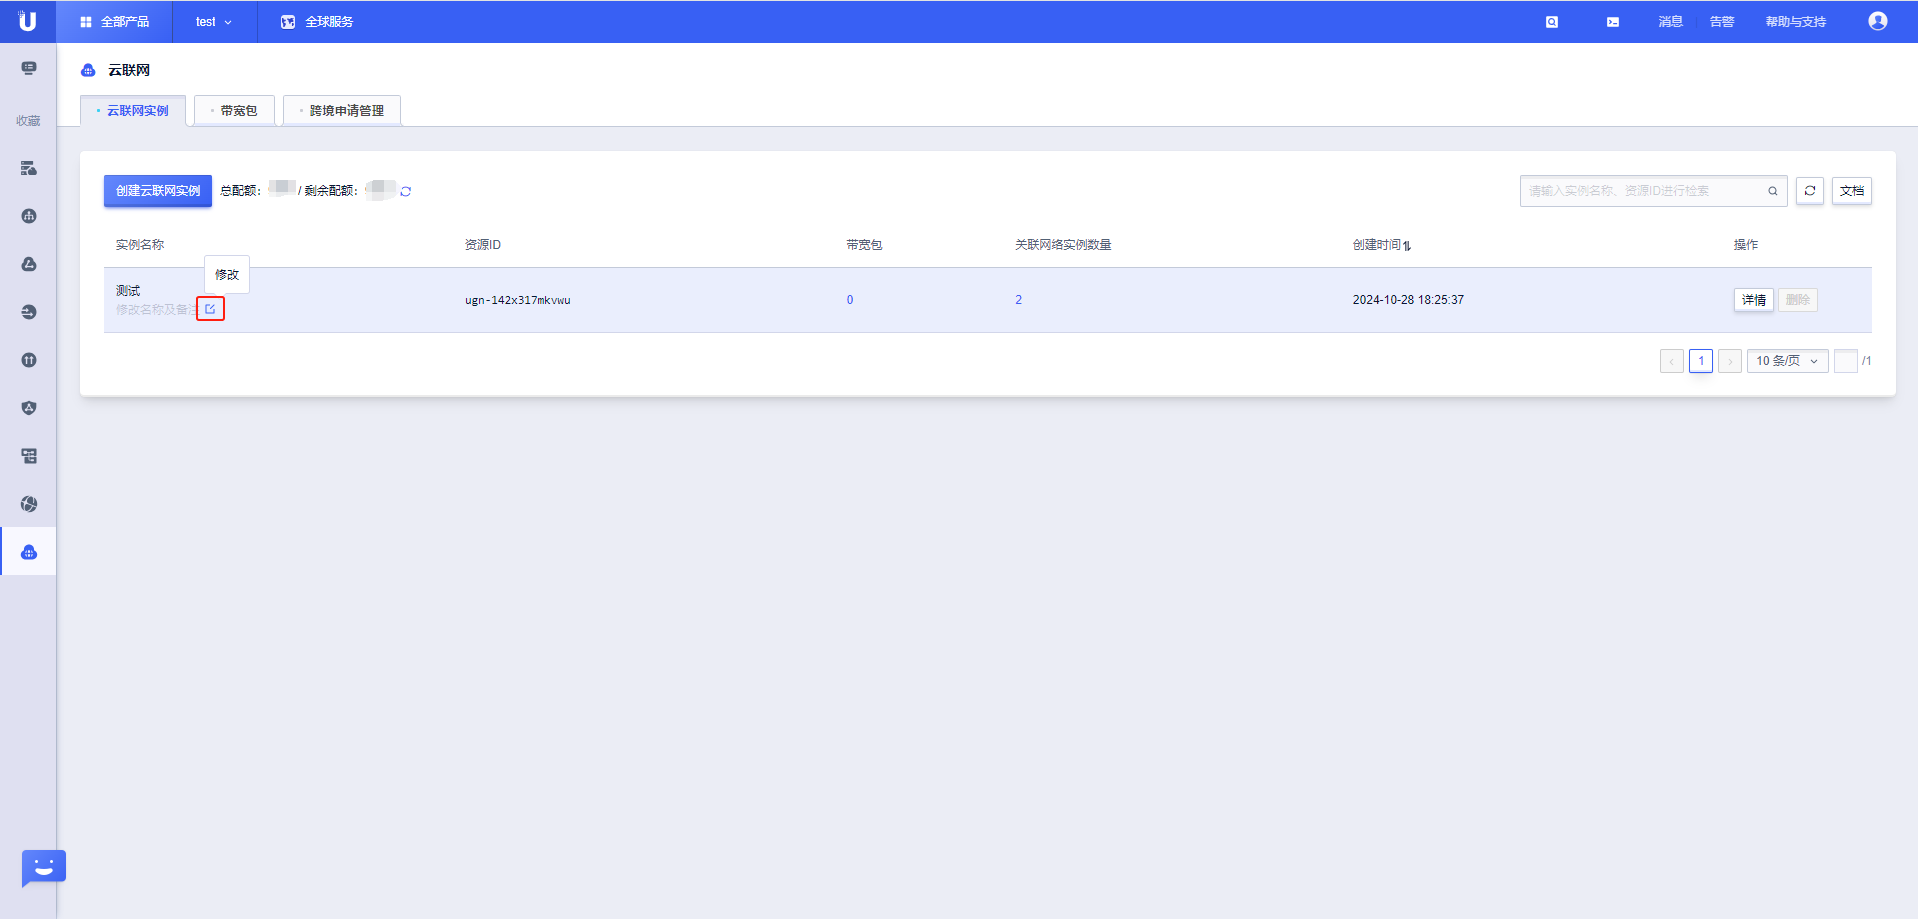 全部产品 test 全球服务 消息 告警 帮助与支持
收藏
云联网
云联网实例 带宽包 跨境申请管理
创建云联网实例 总配额： / 剩余配额： 请输入实例名称、资源ID进行检索 文档
实例名称 资源ID 带宽包 关联网络实例数量 创建时间 操作
修改
测试
修改名称及备注
ugn-142x317mkvwu 0 2 2024-10-28 18:25:37 详情 删除
1 10 条/页 /1